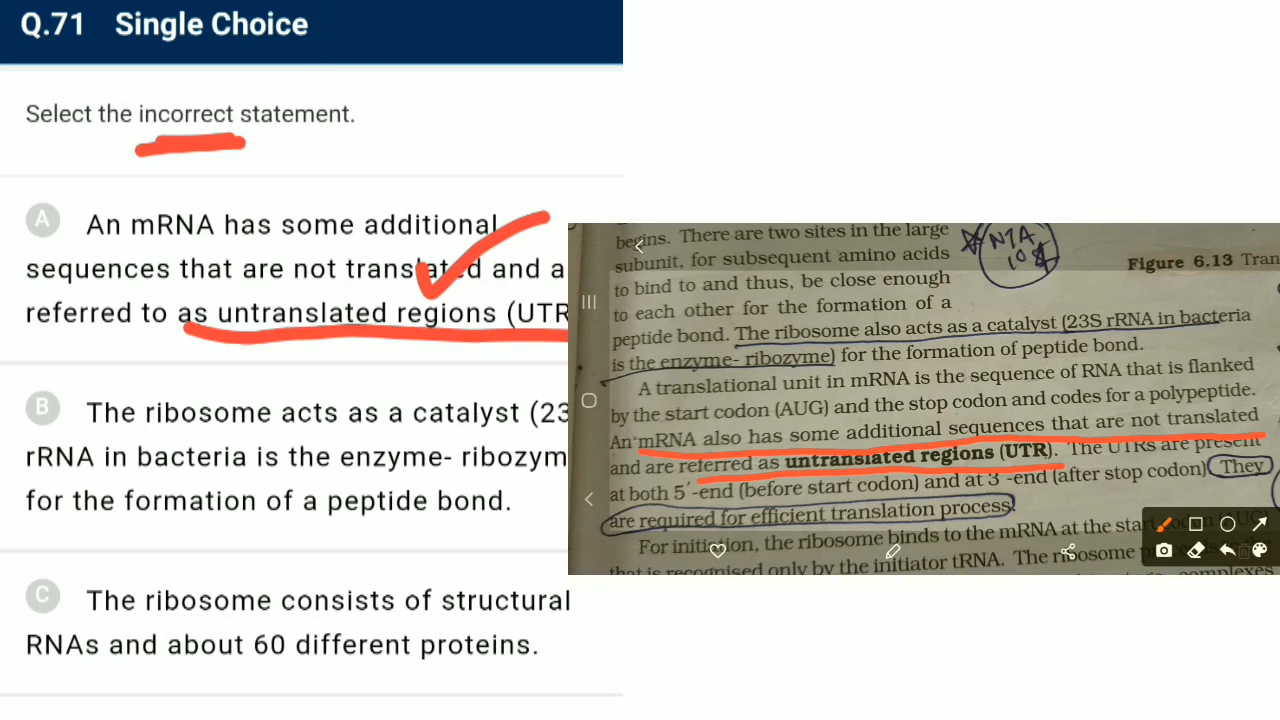 Q.71 Single Choice
Select the incorrect statement.
A An mRNA has some additional
sequences that are not translated and a
referred to as untranslated regions (UTR
B The ribosome acts as a catalyst (23
rRNA in bacteria is the enzyme- ribozym
for the formation of a peptide bond.
C The ribosome consists of structural
RNAs and about 60 different proteins.
begins. There are two sites in the large
subunit, for subsequent amino acids
to bind to and thus, be close enough
to each other for the formation of a
peptide bond. The ribosome also acts as a catalyst (23S rRNA in bacteria
is the enzyme- ribozyme) for the formation of peptide bond.
A translational unit in mRNA is the sequence of RNA that is flanked
by the start codon (AUG) and the stop codon and codes for a polypeptide.
An mRNA also has some additional sequences that are not translated
and are referred as untranslated regions (UTR). The UTRs are present
at both 5′-end (before start codon) and at 3′-end (after stop codon). They
are required for efficient translation process.
For initiation, the ribosome binds to the mRNA at the start
that is recognised only by the initiator tRNA. The ribosome
complexes
NTA
Figure 6.13 Tran